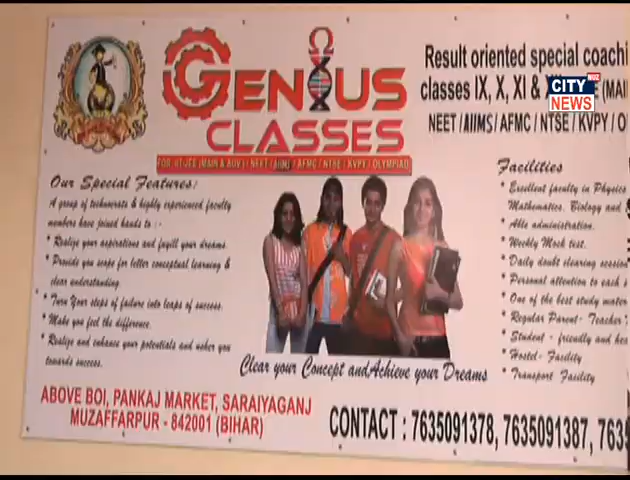 GENIUS
CLASSES
FOR : IIT-JEE (MAIN & ADV.) / NEET / AIIMS / AFMC / NTSE / KVPY / OLYMPIAD
Result oriented special coachi
classes IX, X, XI & (MAI
NEET / AIIMS / AFMC / NTSE / KVPY / O
CITY
NEWS
MUZ
Our Special Features:
A group of technocrats & highly experienced faculty
members have joined hands to :-
* Realize your aspirations and fulfill your dreams.
* Provide you scope for letter conceptual learning &
clear understanding.
* Turn Your steps of failure into leaps of success.
* Make you feel the difference.
* Realize and enhance your potentials and usher you
towards success.
Facilities
* Excellent faculty in Physics
Mathematics, Biology and
* Able administration.
* Weekly Mock test.
* Daily doubt clearing session
* Personal attention to each s
* One of the best study mater
* Regular Parent- Teacher
* Student - friendly and hea
* Hostel- Facility
* Transport Facility
Clear your Concept and Achieve your Dreams
ABOVE BOI, PANKAJ MARKET, SARAIYAGANJ
MUZAFFARPUR - 842001 (BIHAR)
CONTACT : 7635091378, 7635091387, 763